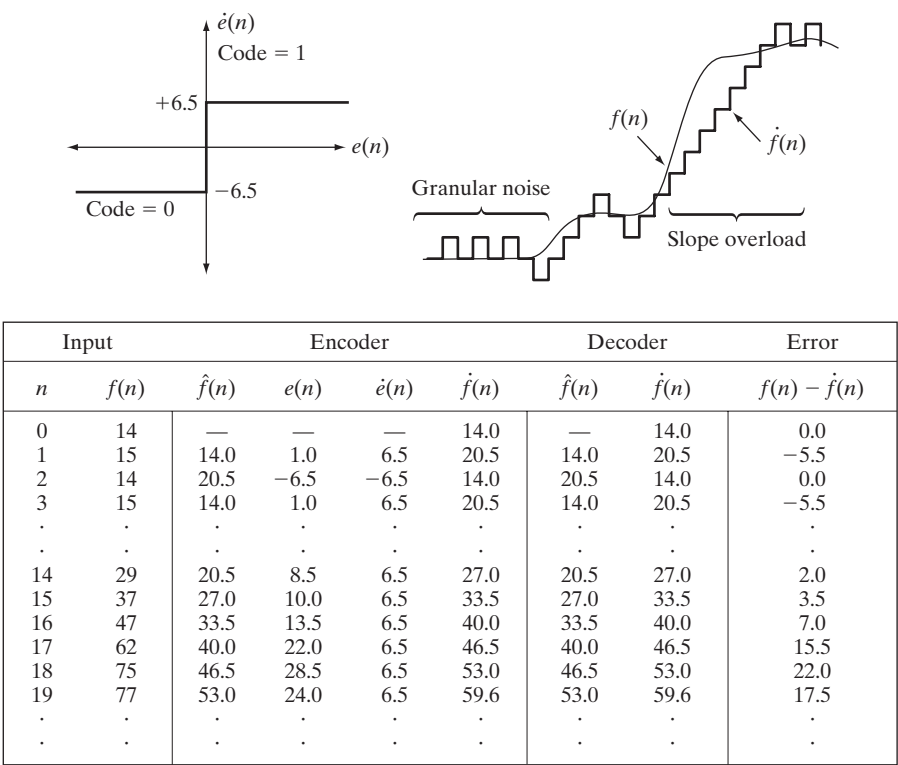 ė(n)
Code = 1
+6.5
e(n)
−6.5
Code = 0
f(n)
ḟ(n)
Granular noise
Slope overload
Input Encoder Decoder Error
n f(n) f̂(n) e(n) ė(n) ḟ(n) f̂(n) ḟ(n) f(n) − ḟ(n)
0 14 — — — 14.0 — 14.0 0.0
1 15 14.0 1.0 6.5 20.5 14.0 20.5 −5.5
2 14 20.5 −6.5 −6.5 14.0 20.5 14.0 0.0
3 15 14.0 1.0 6.5 20.5 14.0 20.5 −5.5
. . . . . . . . .
. . . . . . . . .
14 29 20.5 8.5 6.5 27.0 20.5 27.0 2.0
15 37 27.0 10.0 6.5 33.5 27.0 33.5 3.5
16 47 33.5 13.5 6.5 40.0 33.5 40.0 7.0
17 62 40.0 22.0 6.5 46.5 40.0 46.5 15.5
18 75 46.5 28.5 6.5 53.0 46.5 53.0 22.0
19 77 53.0 24.0 6.5 59.6 53.0 59.6 17.5
. . . . . . . . .
. . . . . . . . .